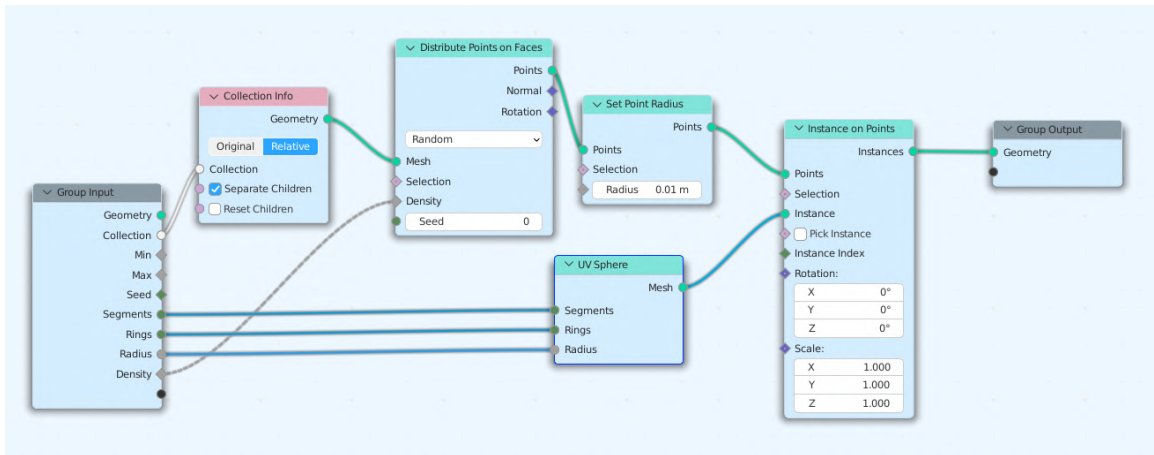 Group Input
Geometry
Collection
Min
Max
Seed
Segments
Rings
Radius
Density
Collection Info
Geometry
Original Relative
Collection
Separate Children
Reset Children
Distribute Points on Faces
Points
Normal
Rotation
Random
Mesh
Selection
Density
Seed 0
Set Point Radius
Points
Points
Selection
Radius 0.01 m
UV Sphere
Mesh
Segments
Rings
Radius
Instance on Points
Instances
Points
Selection
Instance
Pick Instance
Instance Index
Rotation:
X 0°
Y 0°
Z 0°
Scale:
X 1.000
Y 1.000
Z 1.000
Group Output
Geometry